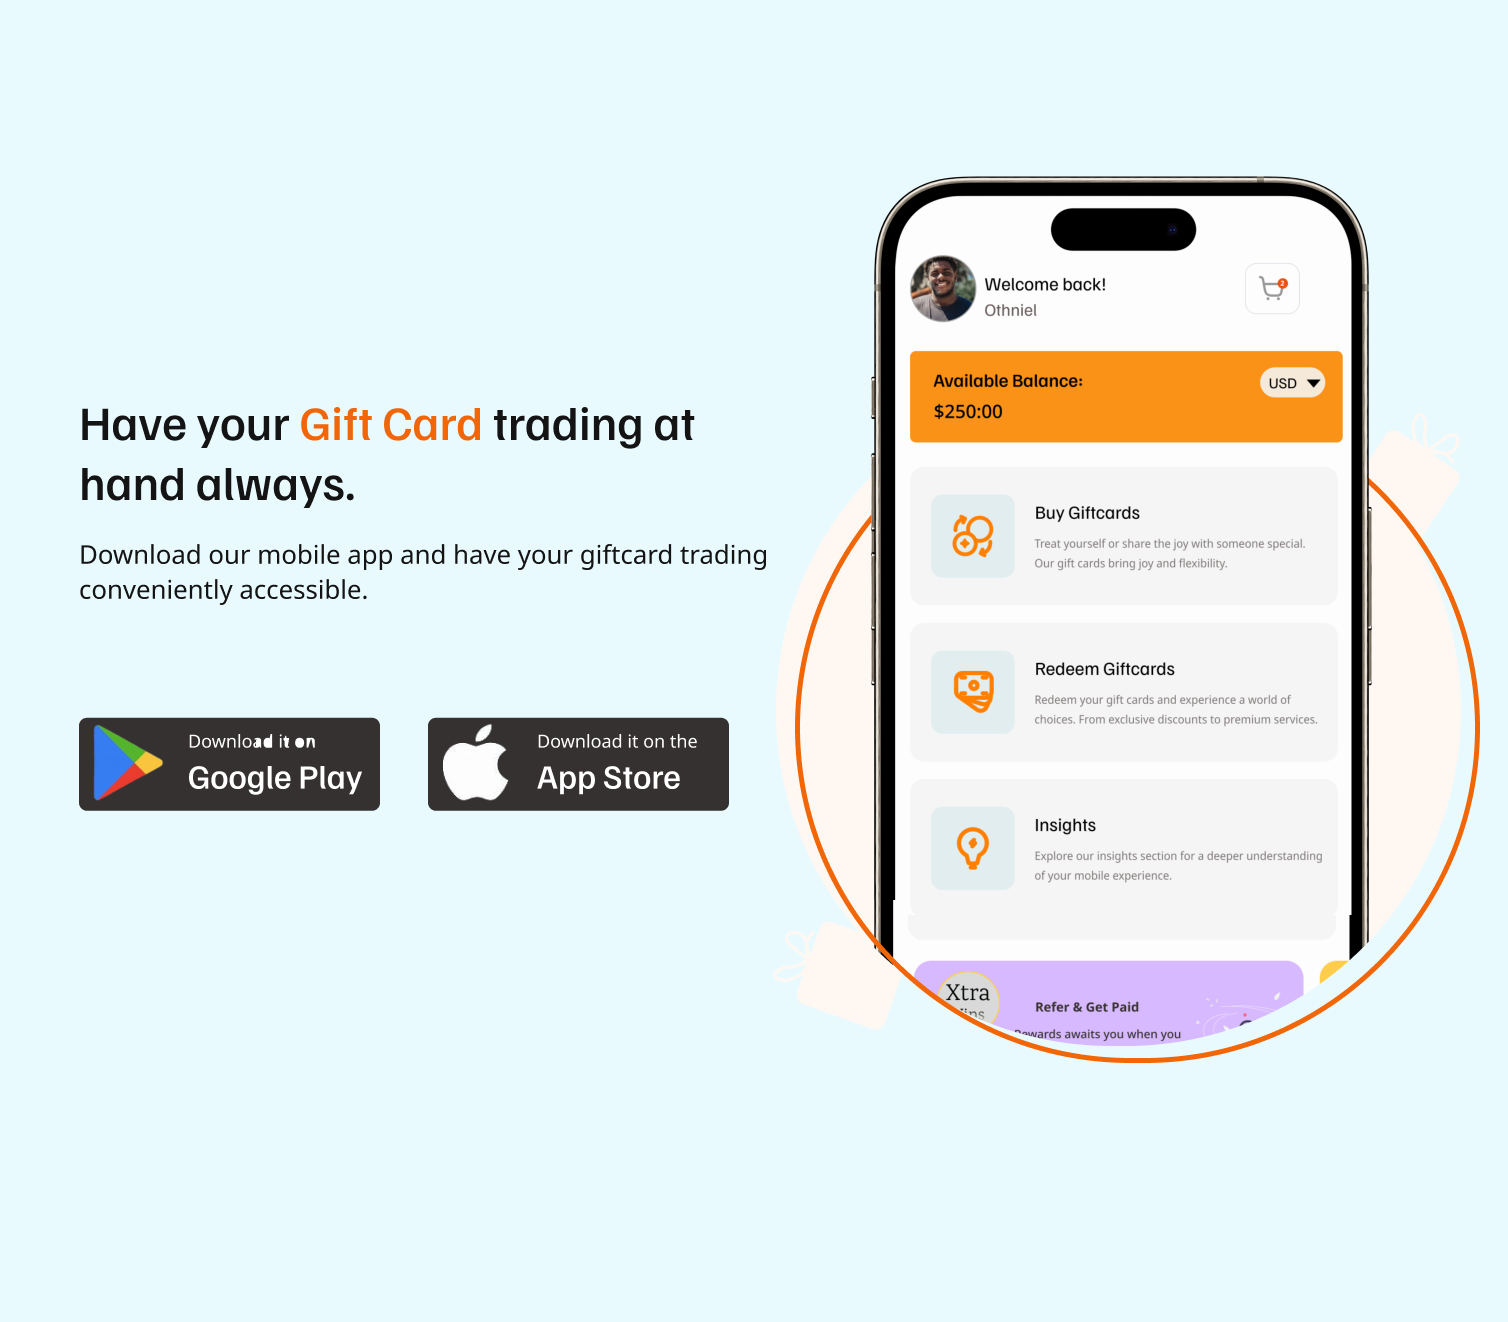 Have your Gift Card trading at
hand always.
Download our mobile app and have your giftcard trading
conveniently accessible.
Download it on
Google Play
Download it on the
App Store
Welcome back!
Othniel
2
Available Balance:
USD
$250:00
Buy Giftcards
Treat yourself or share the joy with someone special.
Our gift cards bring joy and flexibility.
Redeem Giftcards
Redeem your gift cards and experience a world of
choices. From exclusive discounts to premium services.
Insights
Explore our insights section for a deeper understanding
of your mobile experience.
Xtra
Refer & Get Paid
Rewards awaits you when you